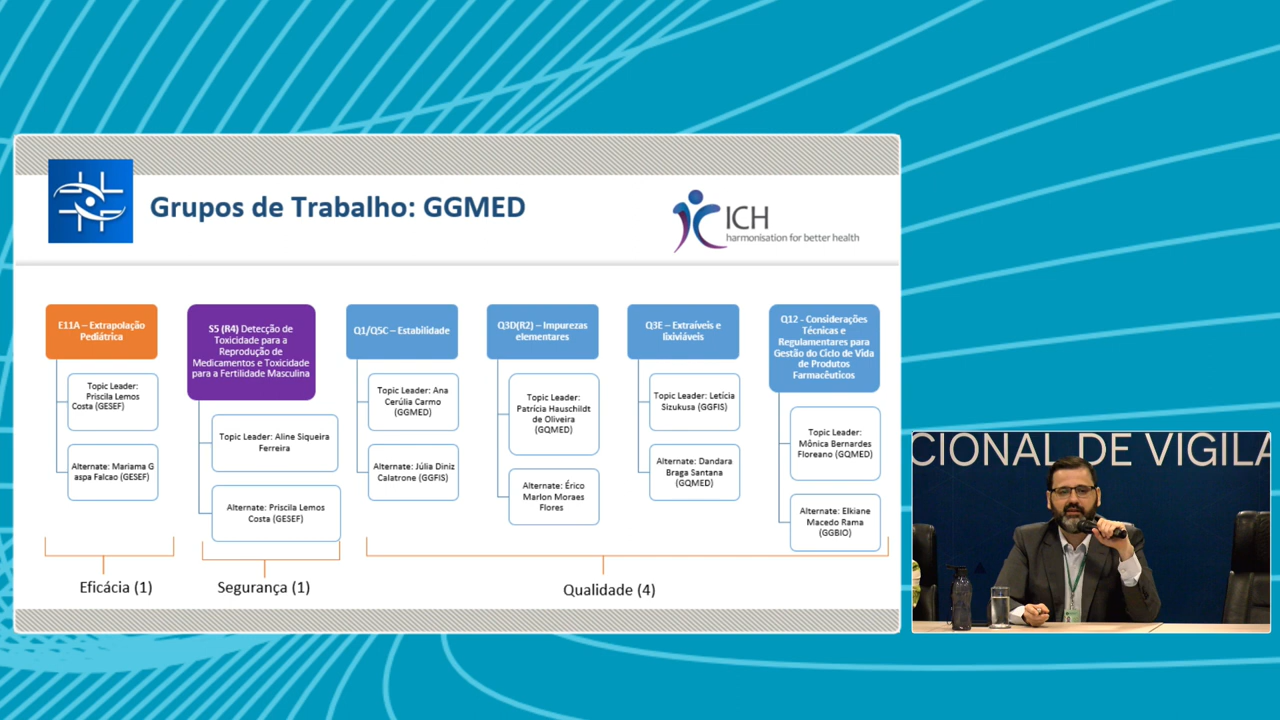 Grupos de Trabalho: GGMED
ICH
harmonisation for better health
E11A – Extrapolação
Pediátrica
Topic Leader:
Priscila Lemos
Costa (GESEF)
Alternate: Mariama G
aspa Falcao (GESEF)
S5 (R4) Detecção de
Toxicidade para a
Reprodução de
Medicamentos e Toxicidade
para a Fertilidade Masculina
Topic Leader: Aline Siqueira
Ferreira
Alternate: Priscila Lemos
Costa (GESEF)
Q1/Q5C – Estabilidade
Topic Leader: Ana
Cerúlia Carmo
(GGMED)
Alternate: Júlia Diniz
Calatrone (GGFIS)
Q3D(R2) – Impurezas
elementares
Topic Leader:
Patrícia Hauschildt
de Oliveira
(GQMED)
Alternate: Érico
Marlon Moraes
Flores
Q3E – Extraíveis e
lixiviáveis
Topic Leader: Letícia
Sizukusa (GGFIS)
Alternate: Dandara
Braga Santana
(GQMED)
Q12 - Considerações
Técnicas e
Regulamentares para
Gestão do Ciclo de Vida
de Produtos
Farmacêuticos
Topic Leader:
Mônica Bernardes
Floreano (GQMED)
Alternate: Elkiane
Macedo Rama
(GGBIO)
Eficácia (1)
Segurança (1)
Qualidade (4)
CIONAL DE VIGILA